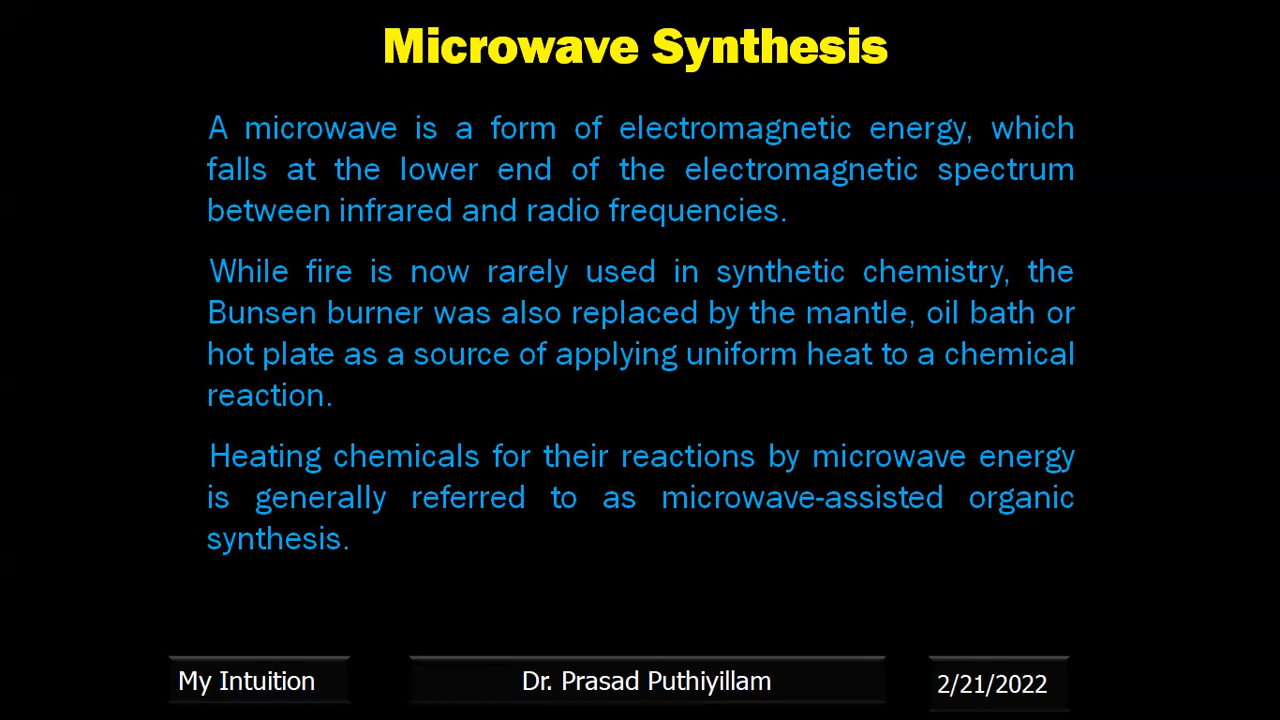 Microwave Synthesis
A microwave is a form of electromagnetic energy, which
falls at the lower end of the electromagnetic spectrum
between infrared and radio frequencies.
While fire is now rarely used in synthetic chemistry, the
Bunsen burner was also replaced by the mantle, oil bath or
hot plate as a source of applying uniform heat to a chemical
reaction.
Heating chemicals for their reactions by microwave energy
is generally referred to as microwave-assisted organic
synthesis.
My Intuition
Dr. Prasad Puthiyillam
2/21/2022